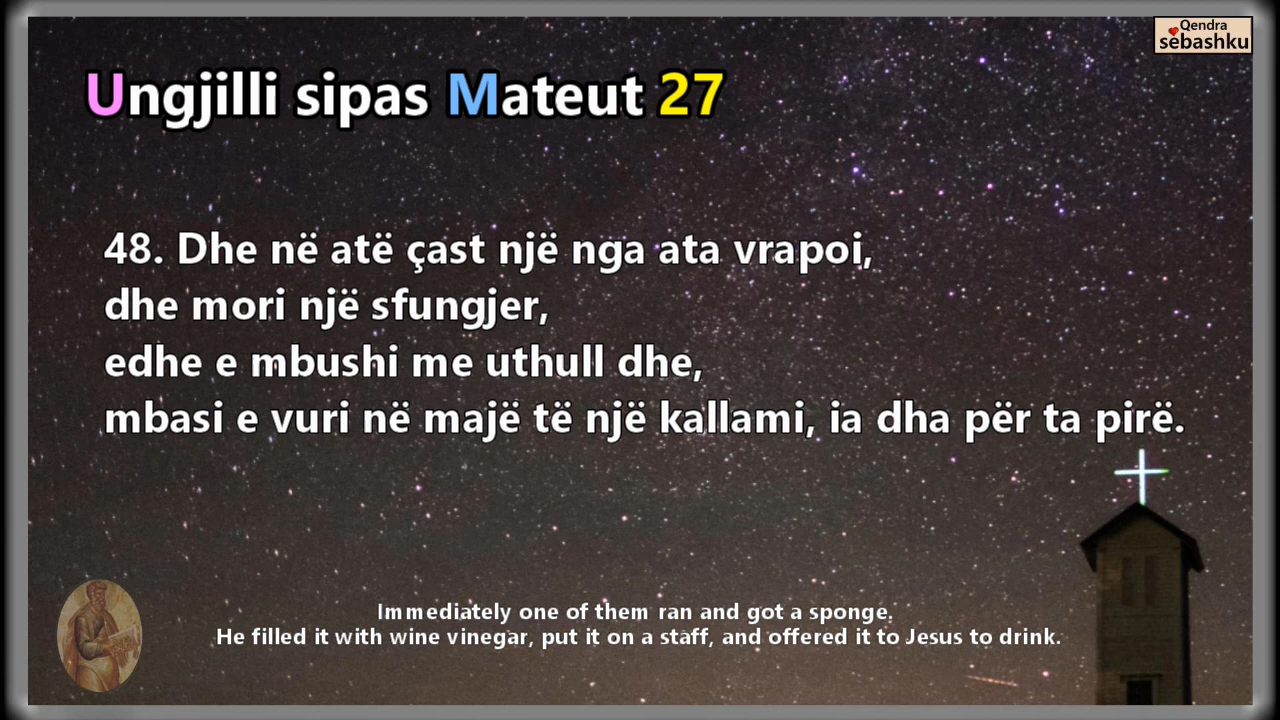 Qendra
sebashku
Ungjilli sipas Mateut 27
48. Dhe në atë çast një nga ata vrapoi,
dhe mori një sfungjer,
edhe e mbushi me uthull dhe,
mbasi e vuri në majë të një kallami, ia dha për ta pirë.
Immediately one of them ran and got a sponge.
He filled it with wine vinegar, put it on a staff, and offered it to Jesus to drink.